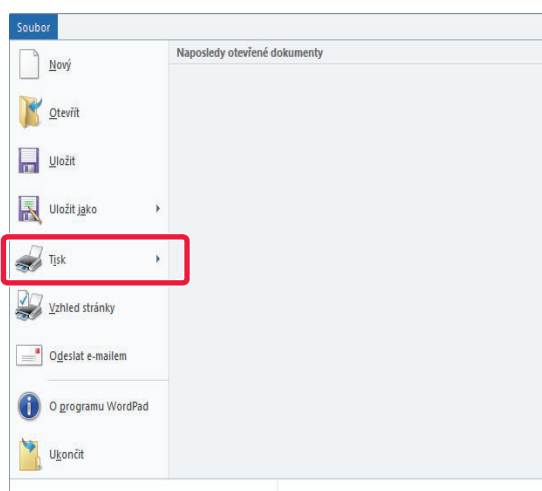 Soubor
Naposledy otevřené dokumenty
Nový
Otevřít
Uložit
Uložit jako
Tisk
Vzhled stránky
Odeslat e-mailem
O programu WordPad
Ukončit